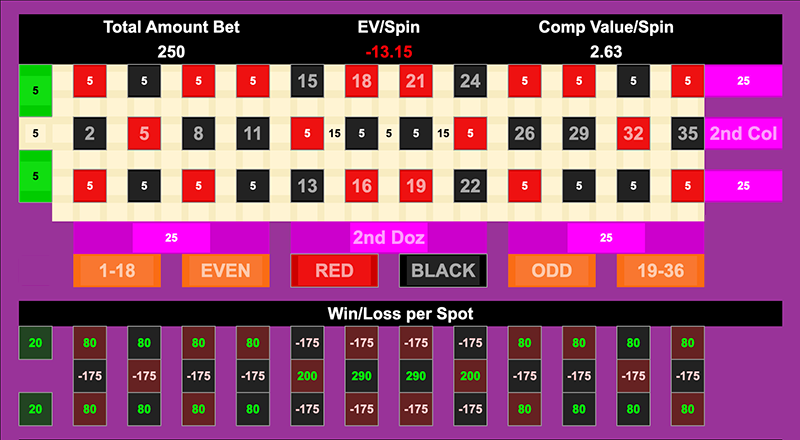 Total Amount Bet EV/Spin Comp Value/Spin
250 -13.15 2.63
5 5 5 5 5 15 18 21 24 5 5 5 5 25
5 2 5 8 11 5 15 5 5 15 5 26 29 32 35 2nd Col
5 5 5 5 5 13 16 19 22 5 5 5 5 25
25 2nd Doz 25
1-18 EVEN RED BLACK ODD 19-36
Win/Loss per Spot
20 80 80 80 80 -175 -175 -175 -175 80 80 80 80
-175 -175 -175 -175 200 290 290 200 -175 -175 -175 -175
20 80 80 80 80 -175 -175 -175 -175 80 80 80 80